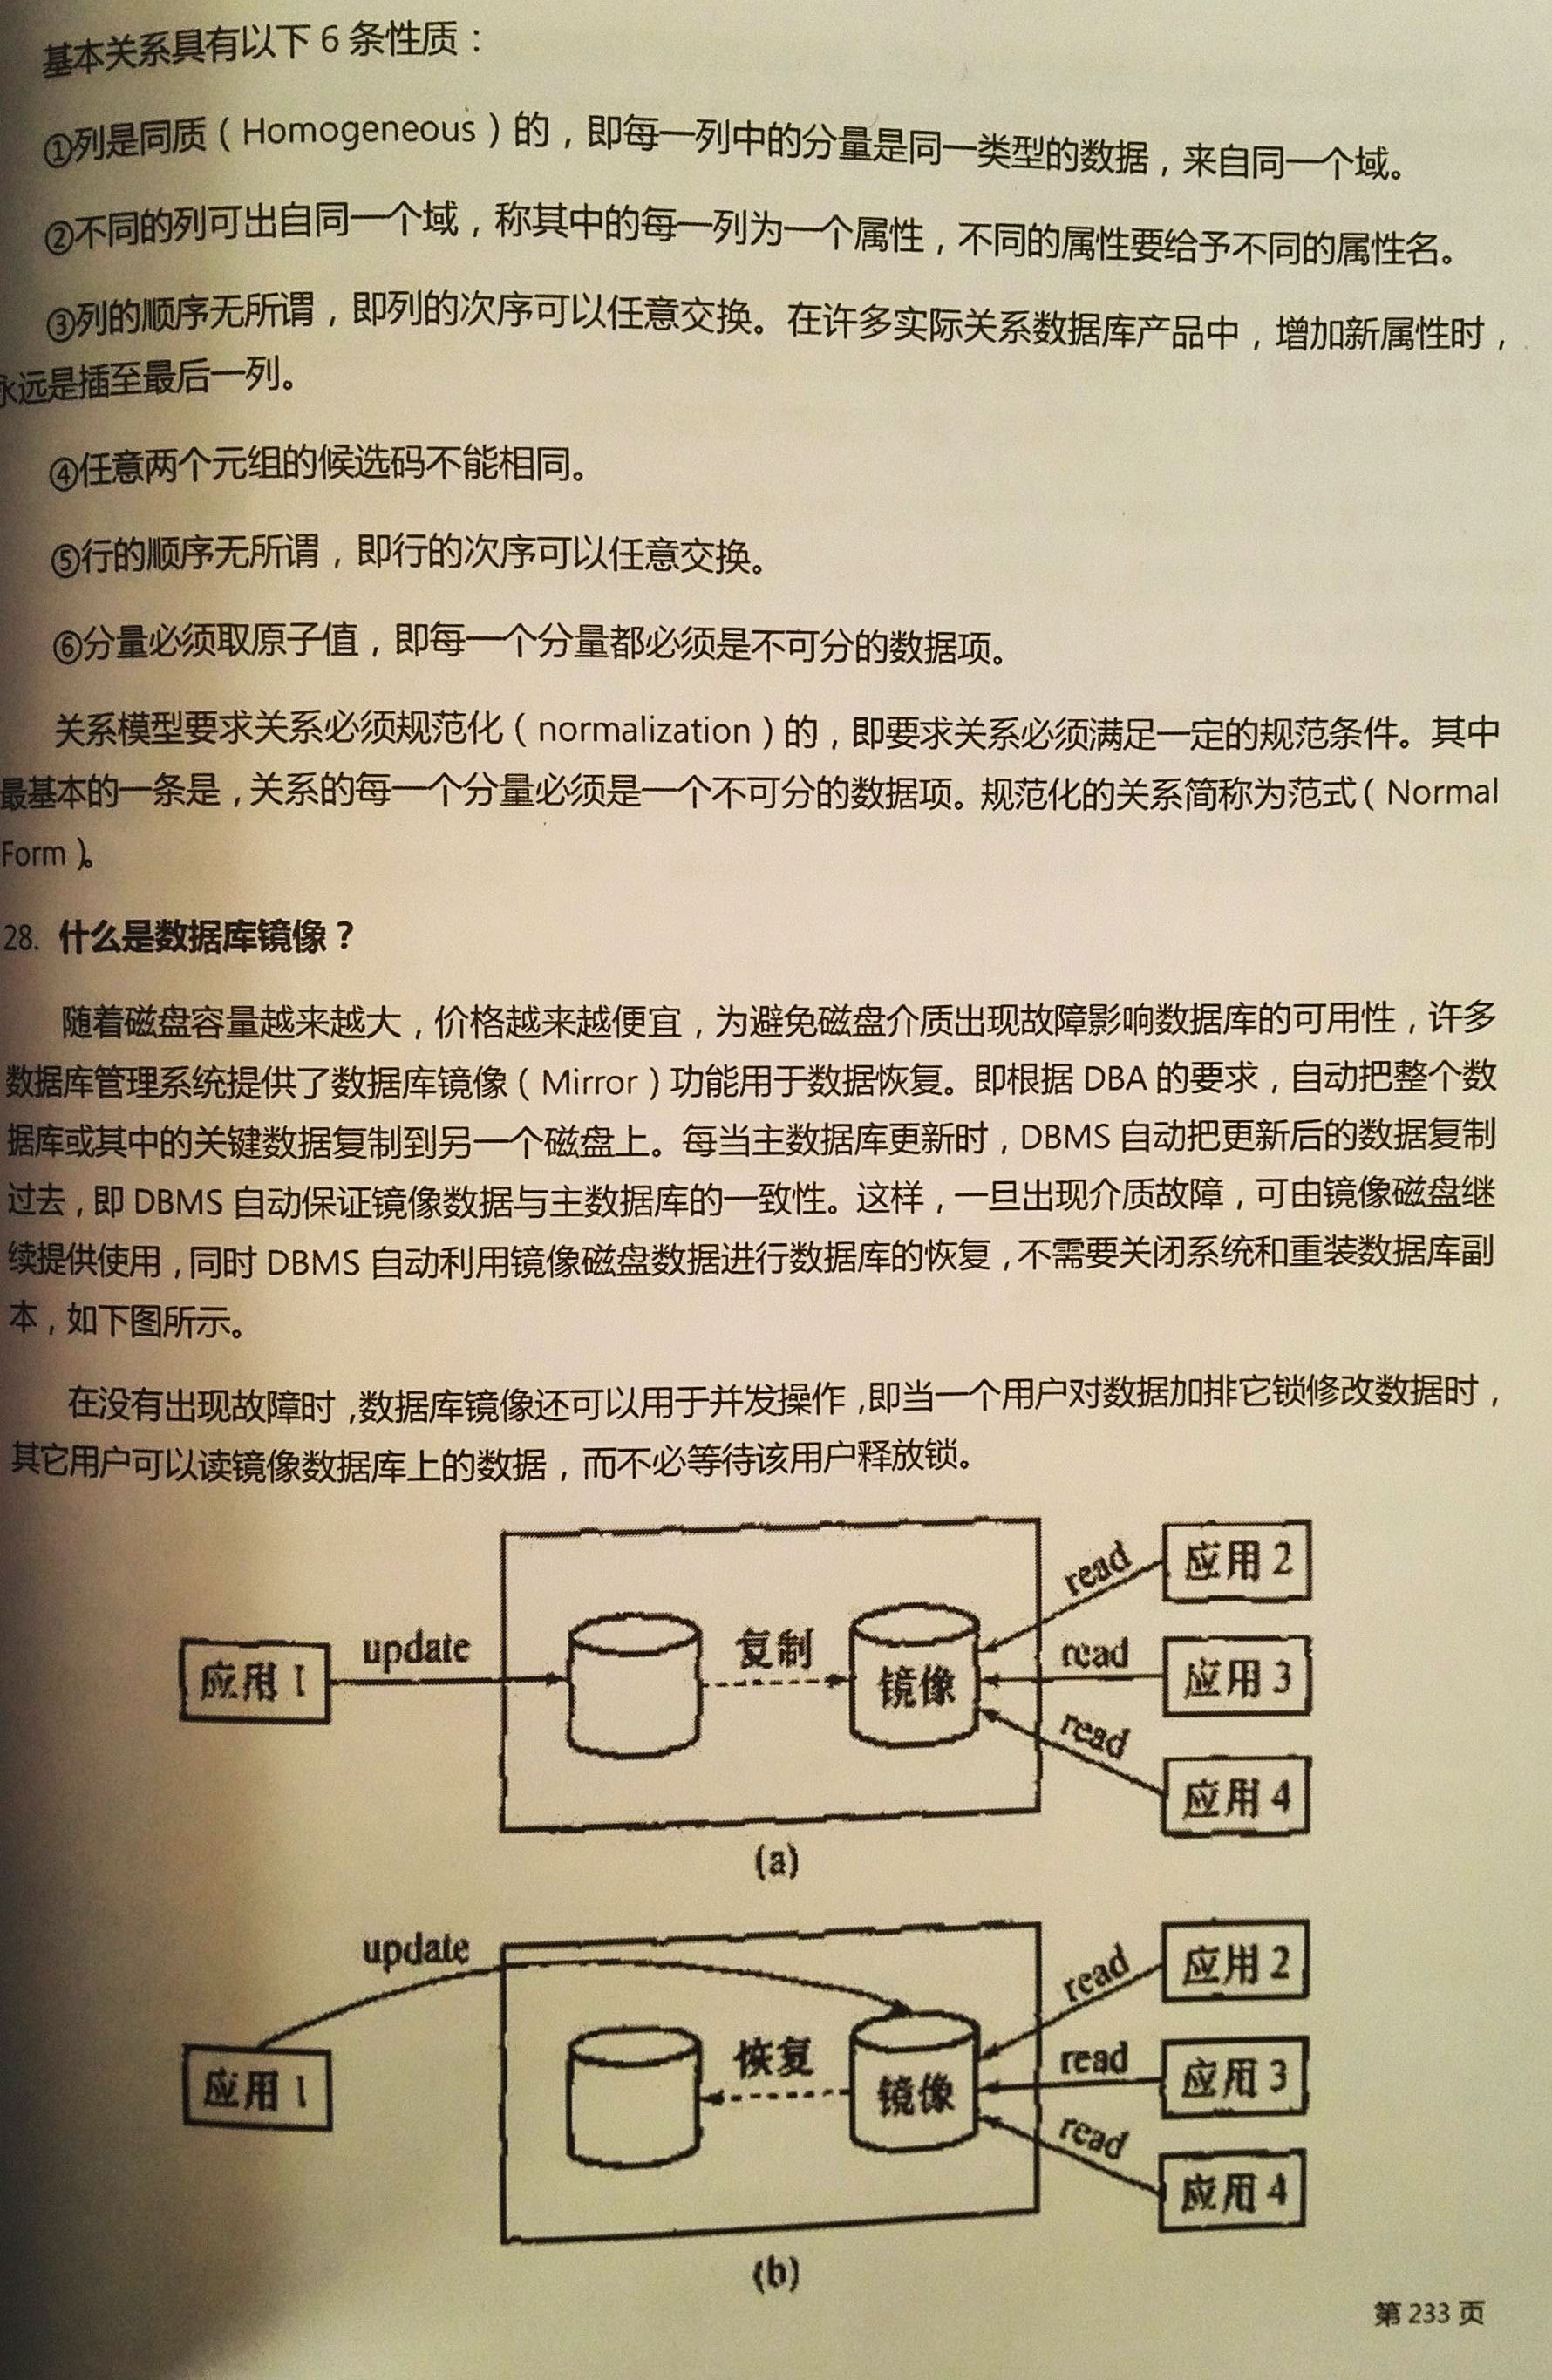 基本关系具有以下 6 条性质：
①列是同质（Homogeneous）的，即每一列中的分量是同一类型的数据，来自同一个域。
②不同的列可出自同一个域，称其中的每一列为一个属性，不同的属性要给予不同的属性名。
③列的顺序无所谓，即列的次序可以任意交换。在许多实际关系数据库产品中，增加新属性时，
永远是插至最后一列。
④任意两个元组的候选码不能相同。
⑤行的顺序无所谓，即行的次序可以任意交换。
⑥分量必须取原子值，即每一个分量都必须是不可分的数据项。
关系模型要求关系必须规范化（normalization）的，即要求关系必须满足一定的规范条件。其中
最基本的一条是，关系的每一个分量必须是一个不可分的数据项。规范化的关系简称为范式（Normal
Form）。
28. 什么是数据库镜像？
随着磁盘容量越来越大，价格越来越便宜，为避免磁盘介质出现故障影响数据库的可用性，许多
数据库管理系统提供了数据库镜像（Mirror）功能用于数据恢复。即根据 DBA 的要求，自动把整个数
据库或其中的关键数据复制到另一个磁盘上。每当主数据库更新时，DBMS 自动把更新后的数据复制
过去，即 DBMS 自动保证镜像数据与主数据库的一致性。这样，一旦出现介质故障，可由镜像磁盘继
续提供使用，同时 DBMS 自动利用镜像磁盘数据进行数据库的恢复，不需要关闭系统和重装数据库副
本，如下图所示。
在没有出现故障时，数据库镜像还可以用于并发操作，即当一个用户对数据加排它锁修改数据时，
其它用户可以读镜像数据库上的数据，而不必等待该用户释放锁。
应用 1
update
复制
镜像
read
应用 2
read
应用 3
read
应用 4
(a)
update
应用 1
恢复
镜像
read
应用 2
read
应用 3
read
应用 4
(b)
第 233 页